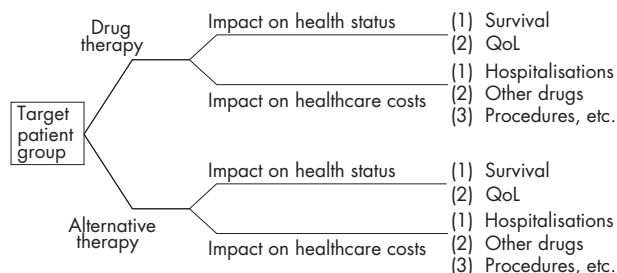 Drug
therapy
Impact on health status
(1) Survival
(2) QoL
Impact on healthcare costs
(1) Hospitalisations
(2) Other drugs
(3) Procedures, etc.
Target
patient
group
Alternative
therapy
Impact on health status
(1) Survival
(2) QoL
Impact on healthcare costs
(1) Hospitalisations
(2) Other drugs
(3) Procedures, etc.